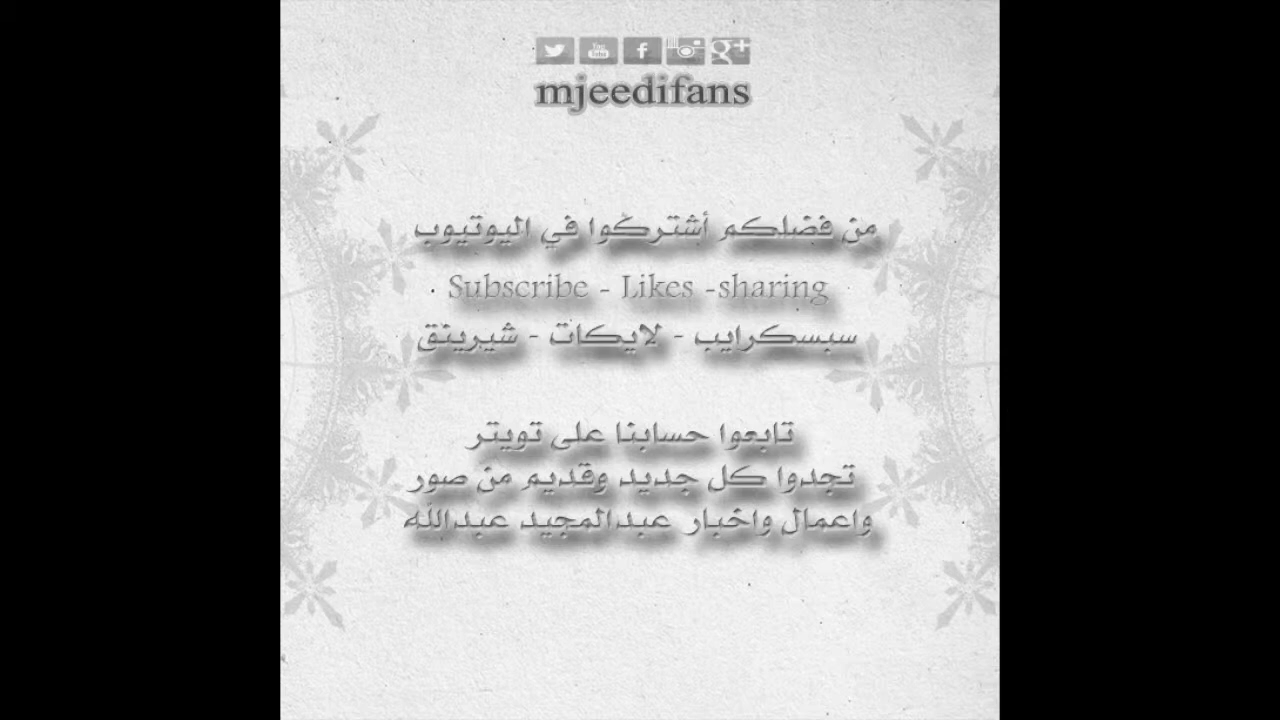 mjeedifans
من فضلكم أشتركوا في اليوتيوب
Subscribe - Likes -sharing
سبسكرايب - لايكات - شيرينق
تابعوا حسابنا على تويتر
تجدوا كل جديد وقديم من صور
واعمال واخبار عبدالمجيد عبدالله